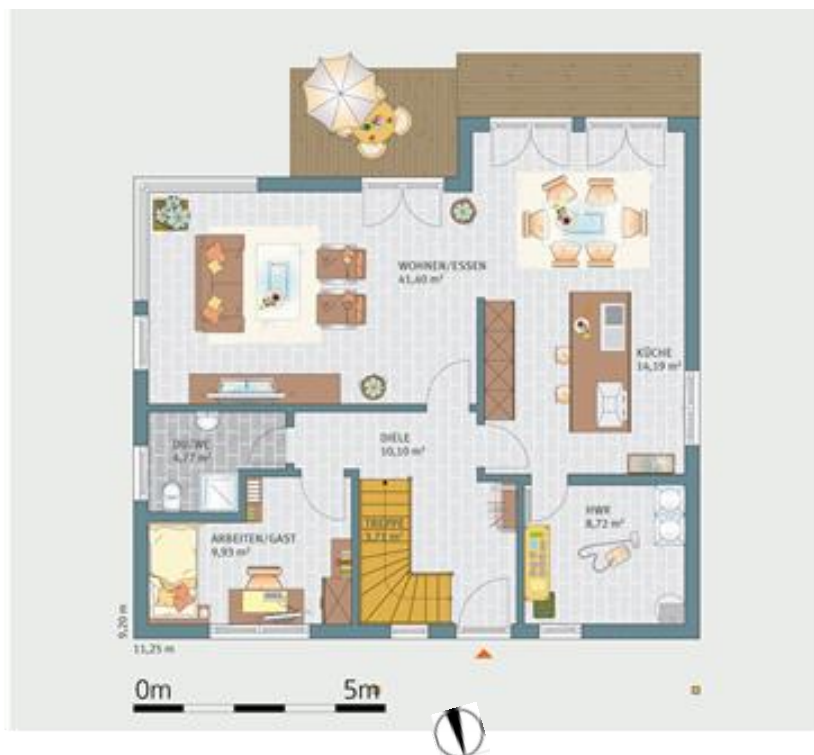 WOHNEN/ESSEN
41,40 m²
KÜCHE
14,19 m²
DIELE
10,10 m²
DU/WC
4,77 m²
HWR
8,72 m²
TREPPE
3,71 m²
ARBEITEN/GAST
9,93 m²
9,20 m
11,25 m
0m 5m